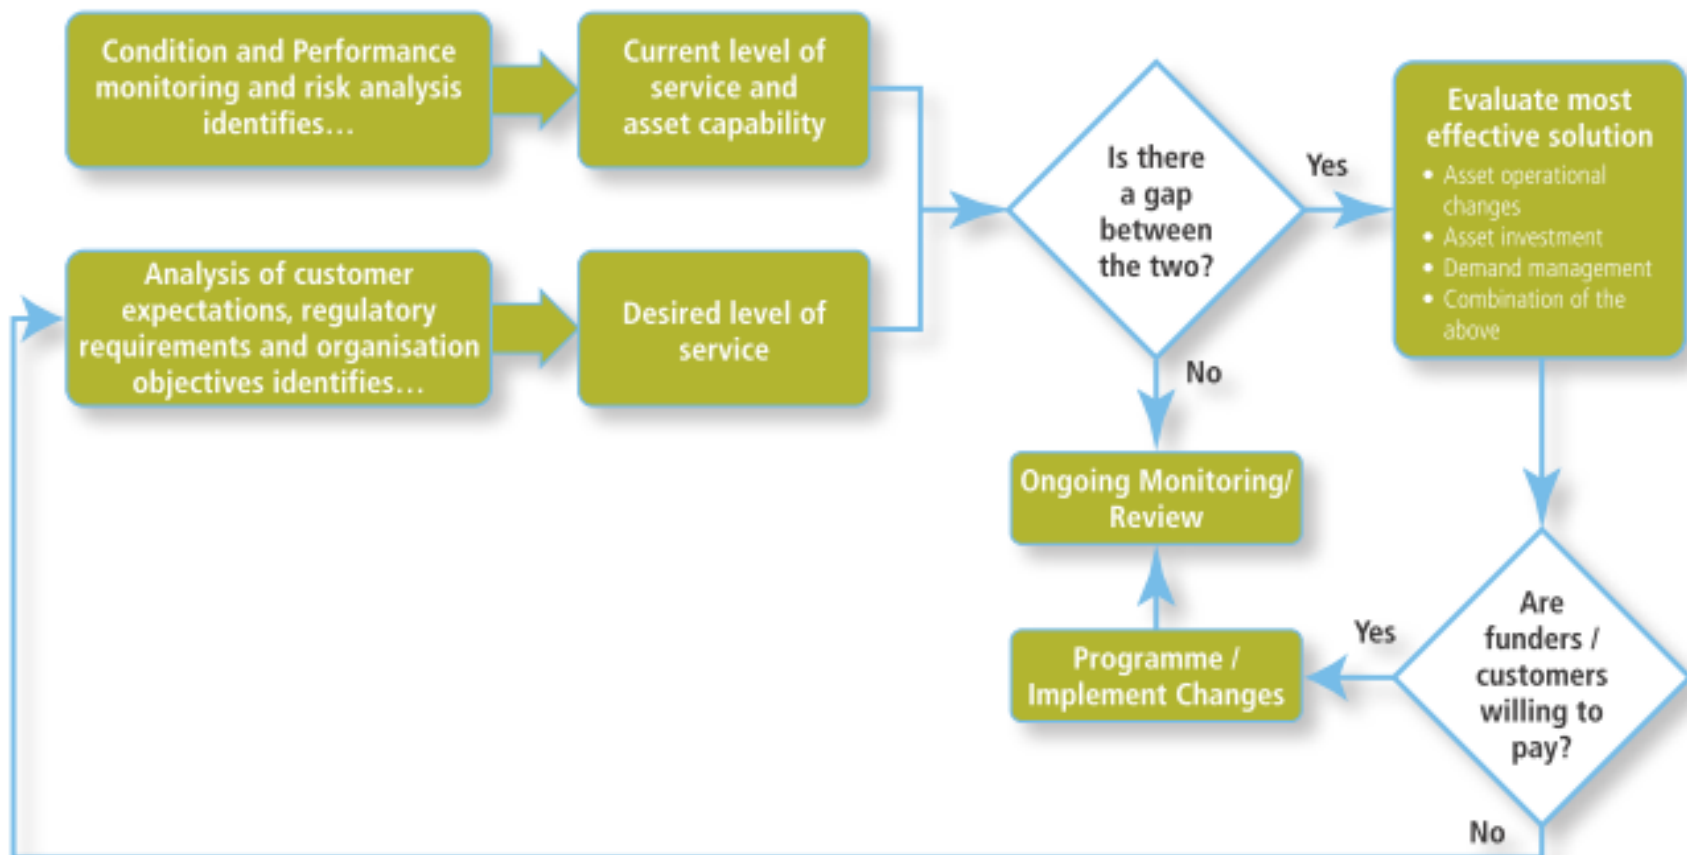 Condition and Performance
monitoring and risk analysis
identifies…
Current level of
service and
asset capability
Is there
a gap
between
the two?
Yes
Evaluate most
effective solution
• Asset operational
changes
• Asset investment
• Demand management
• Combination of the
above
Analysis of customer
expectations, regulatory
requirements and organisation
objectives identifies…
Desired level of
service
No
Ongoing Monitoring/
Review
Programme /
Implement Changes
Yes
Are
funders /
customers
willing to
pay?
No